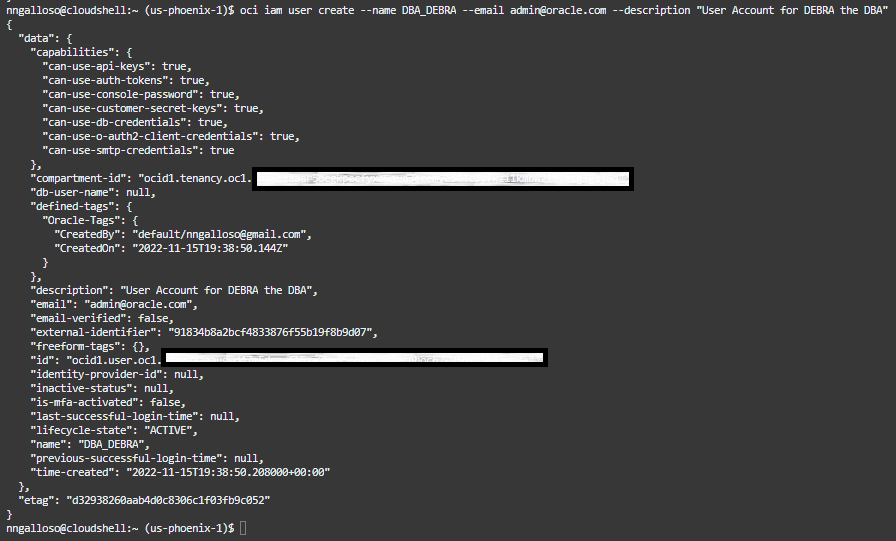 nngalloso@cloudshell:~ (us-phoenix-1)$ oci iam user create --name DBA_DEBRA --email admin@oracle.com --description "User Account for DEBRA the DBA"
{
  "data": {
    "capabilities": {
      "can-use-api-keys": true,
      "can-use-auth-tokens": true,
      "can-use-console-password": true,
      "can-use-customer-secret-keys": true,
      "can-use-db-credentials": true,
      "can-use-o-auth2-client-credentials": true,
      "can-use-smtp-credentials": true
    },
    "compartment-id": "ocid1.tenancy.oc1.
    "db-user-name": null,
    "defined-tags": {
      "Oracle-Tags": {
        "CreatedBy": "default/nngalloso@gmail.com",
        "CreatedOn": "2022-11-15T19:38:50.144Z"
      }
    },
    "description": "User Account for DEBRA the DBA",
    "email": "admin@oracle.com",
    "email-verified": false,
    "external-identifier": "91834b8a2bcf4833876f55b19f8b9d07",
    "freeform-tags": {},
    "id": "ocid1.user.oc1.
    "identity-provider-id": null,
    "inactive-status": null,
    "is-mfa-activated": false,
    "last-successful-login-time": null,
    "lifecycle-state": "ACTIVE",
    "name": "DBA_DEBRA",
    "previous-successful-login-time": null,
    "time-created": "2022-11-15T19:38:50.208000+00:00"
  },
  "etag": "d32938260aab4d0c8306c1f03fb9c052"
}
nngalloso@cloudshell:~ (us-phoenix-1)$